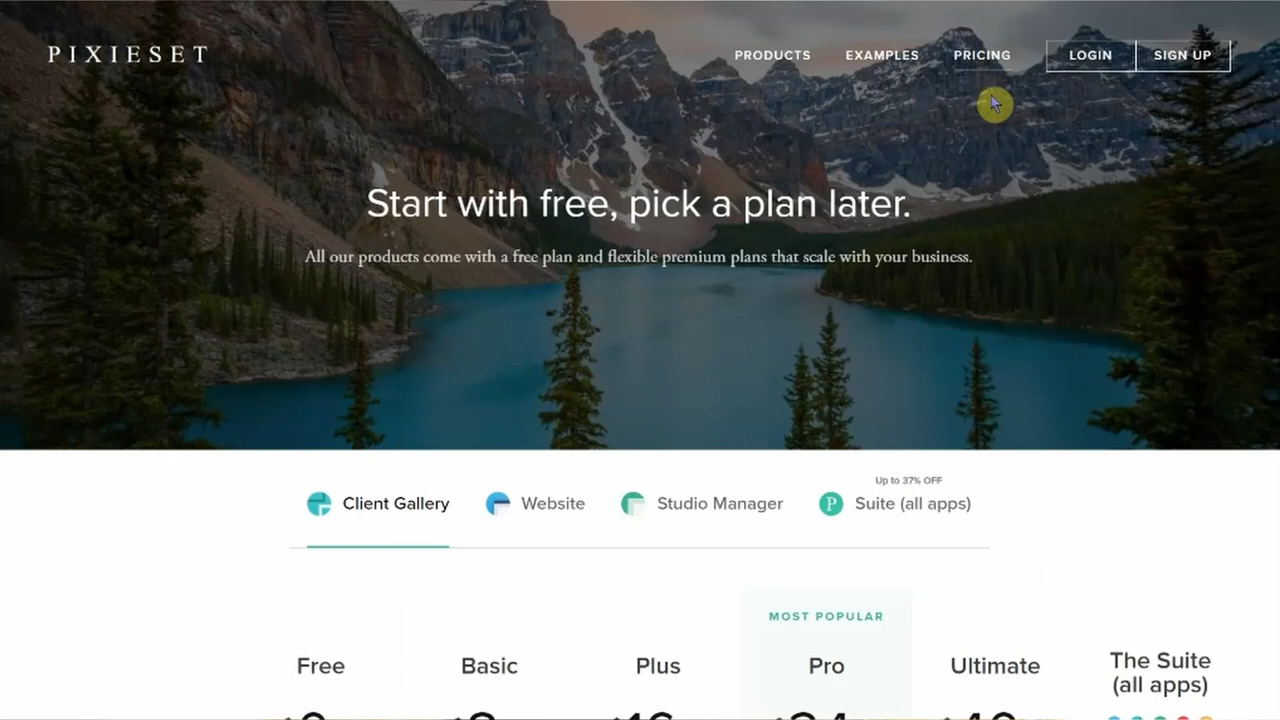 PIXIESET
PRODUCTS EXAMPLES PRICING LOGIN SIGN UP
Start with free, pick a plan later.
All our products come with a free plan and flexible premium plans that scale with your business.
Up to 37% OFF
Client Gallery Website Studio Manager Suite (all apps)
MOST POPULAR
Free Basic Plus Pro Ultimate The Suite
(all apps)